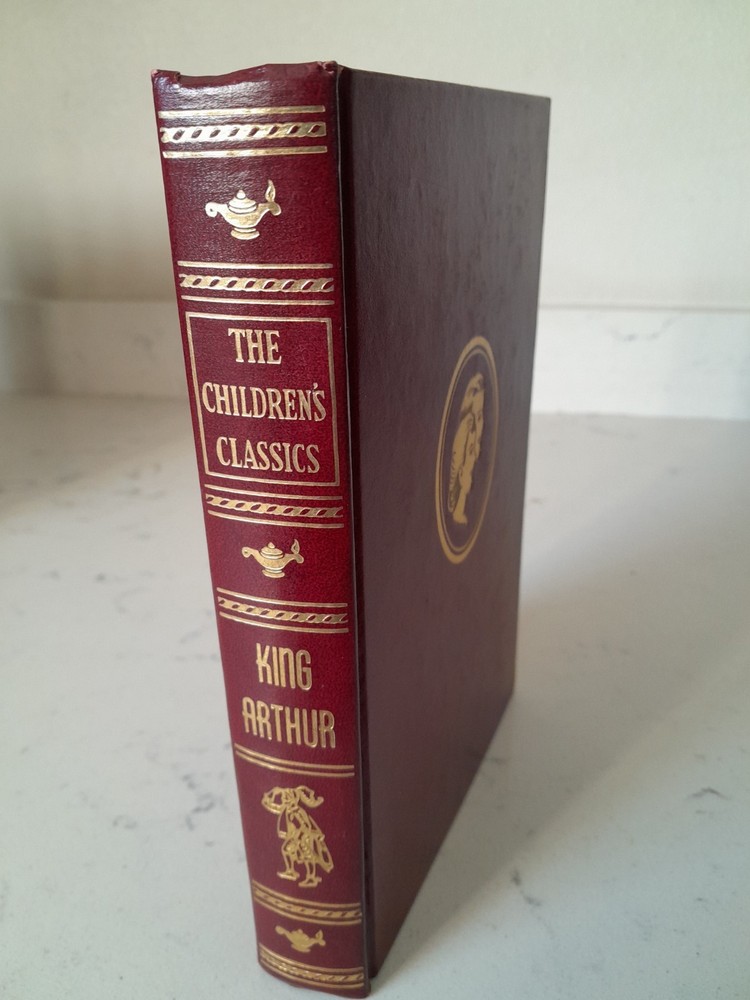 THE
CHILDREN'S
CLASSICS
KING
ARTHUR